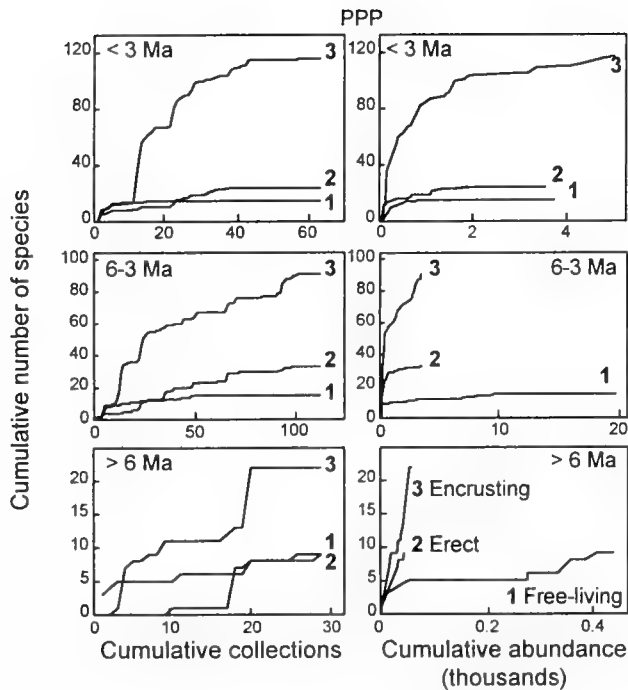 PPP
< 3 Ma
3
2
1
120
80
40
0
0 20 40 60
< 3 Ma
3
2
1
120
80
40
0
0 2 4
Cumulative number of species
6-3 Ma
3
2
1
100
80
60
40
20
0
0 50 100
6-3 Ma
3
2
1
100
80
60
40
20
0
0 5 10 15 20
> 6 Ma
3
1
2
20
15
10
5
0
0 10 20 30
Cumulative collections
> 6 Ma
3 Encrusting
2 Erect
1 Free-living
20
15
10
5
0
0 0.2 0.4
Cumulative abundance
(thousands)